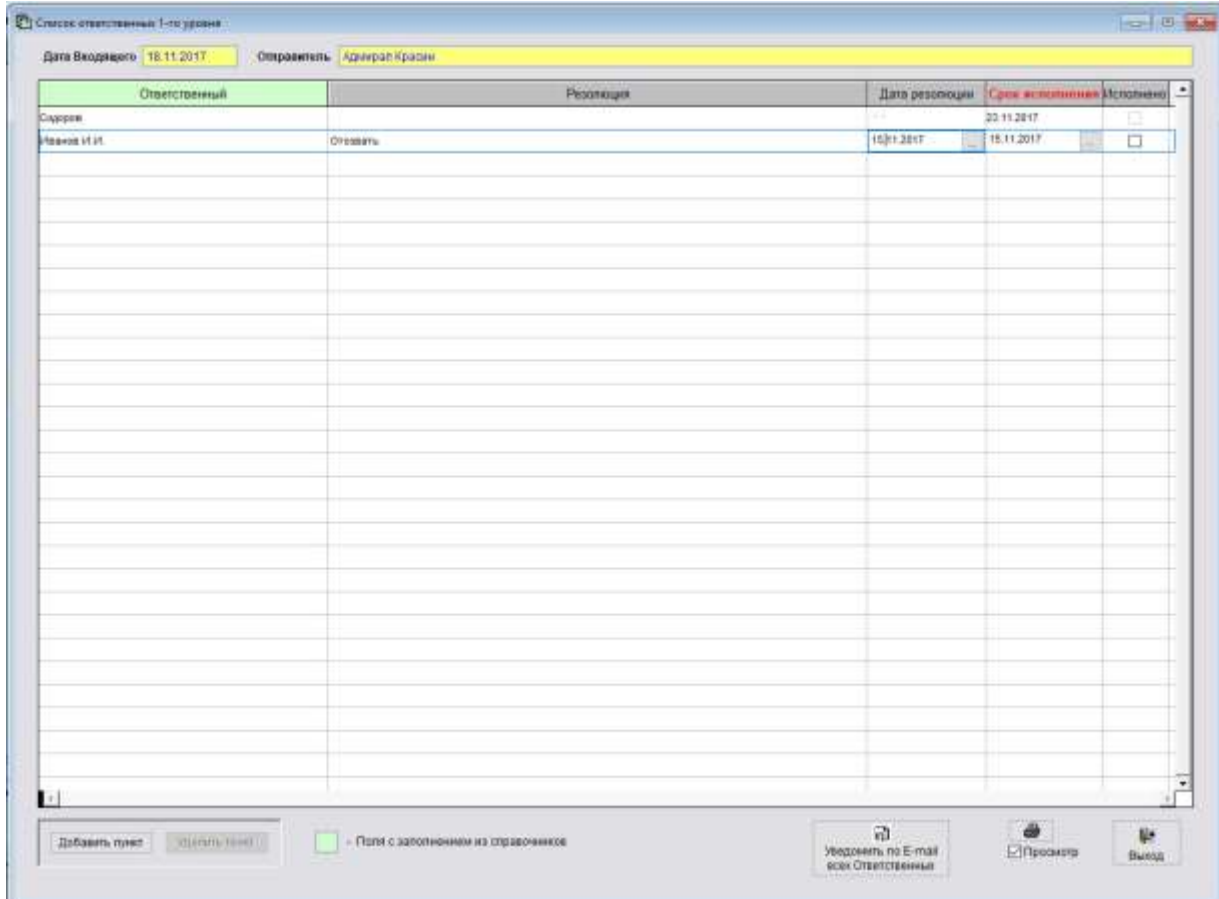 Список ответственных 1-го уровня
Дата Входящего 18.11.2017 Отправитель Адмирал Красин
Ответственный Резолюция Дата резолюции Срок исполнения Исполнено
Сидоров 23.11.2017
Иванов И.И. 15.11.2017 15.11.2017
Добавить пункт Удалить пункт - Поля с заполнением из справочников
Уведомить по E-mail
всех Ответственных
Просмотр
Выход